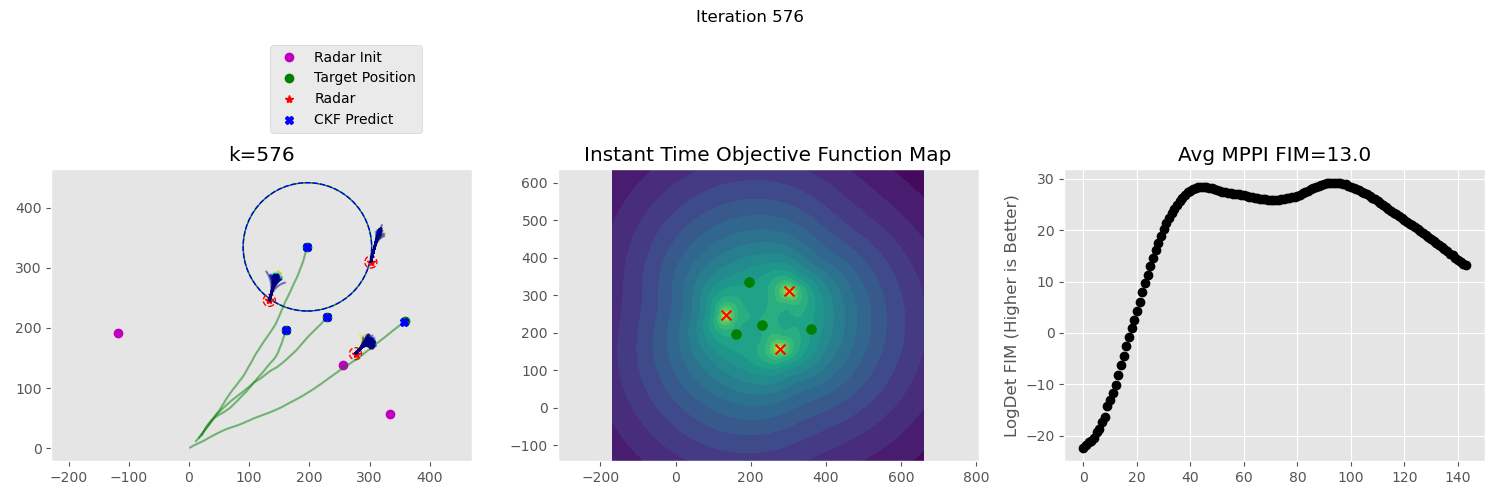 Iteration 576
Radar Init
Target Position
Radar
CKF Predict
k=576
400
300
200
100
0
−200 −100 0 100 200 300 400
Instant Time Objective Function Map
600
500
400
300
200
100
0
−100
−200 0 200 400 600 800
Avg MPPI FIM=13.0
LogDet FIM (Higher is Better)
30
20
10
0
−10
−20
0 20 40 60 80 100 120 140